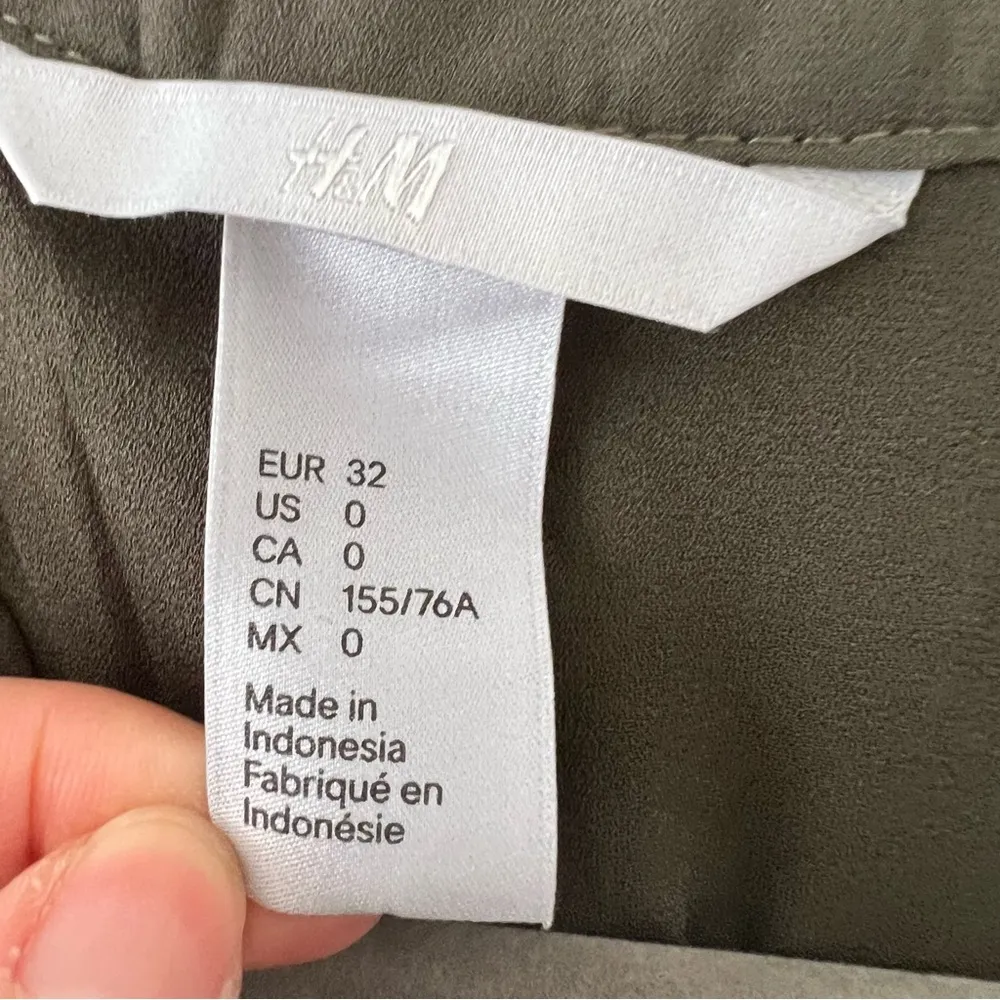 H&M
EUR 32
US 0
CA 0
CN 155/76A
MX 0
Made in
Indonesia
Fabriqué en
Indonésie